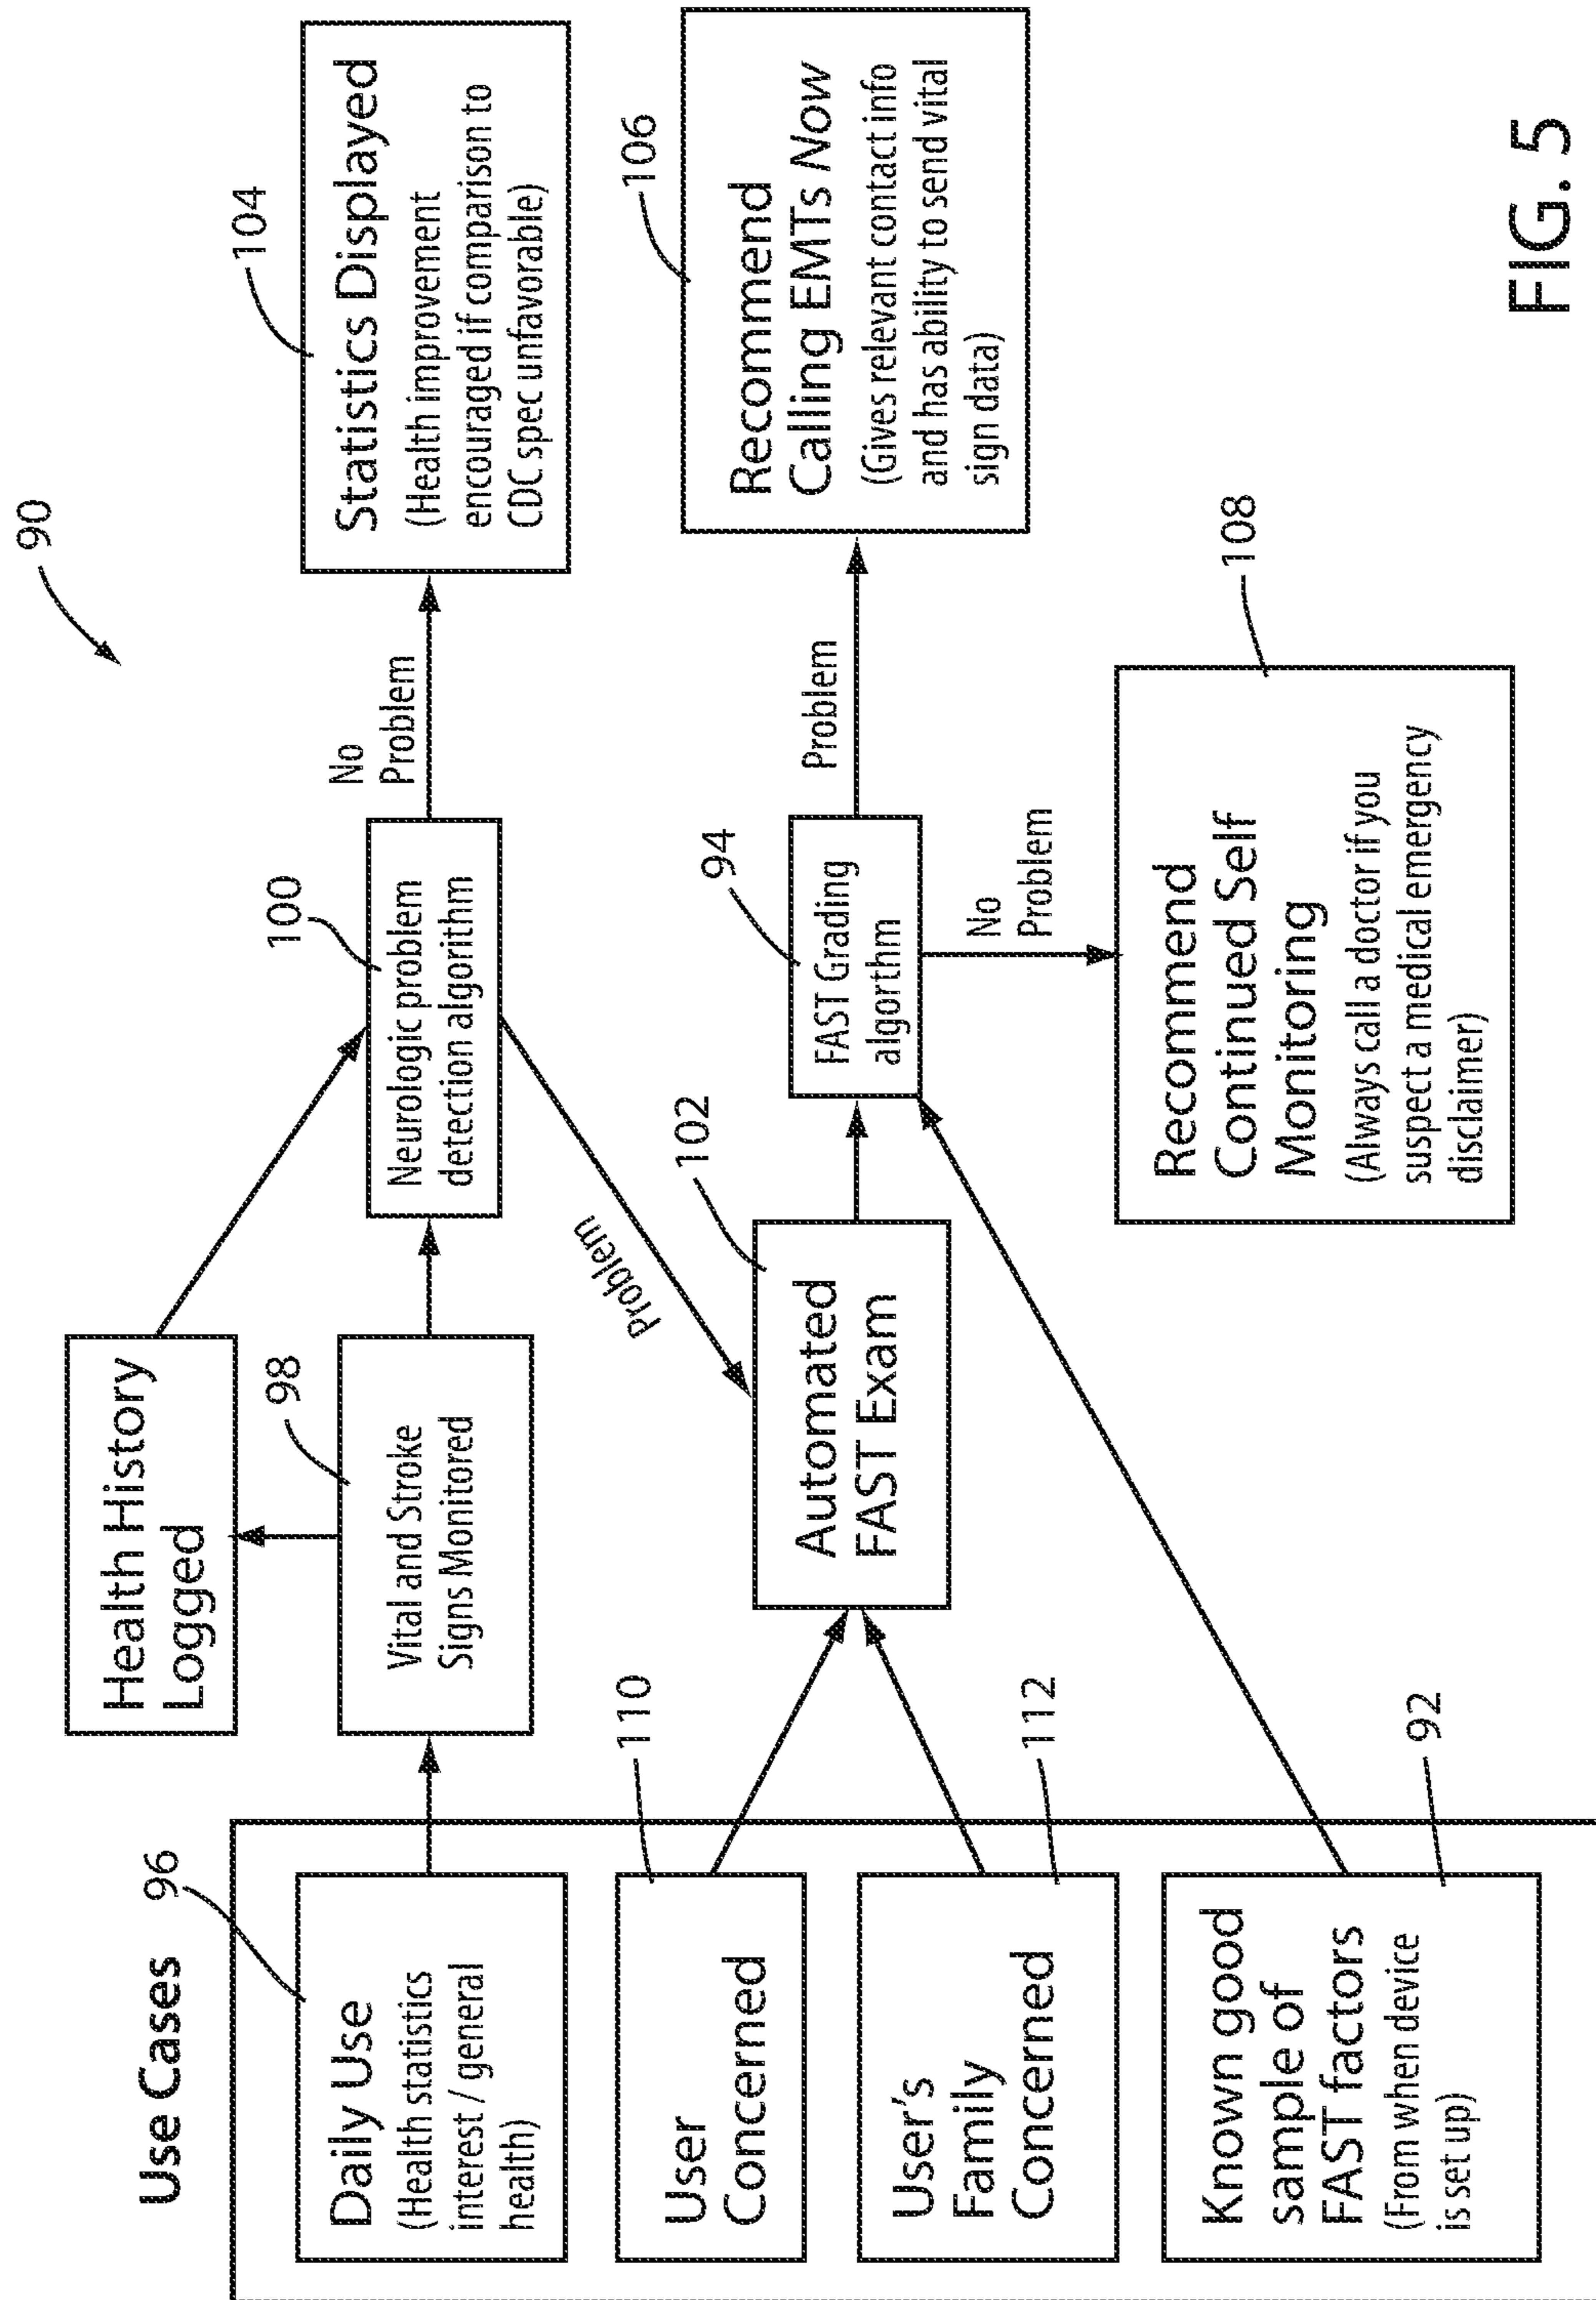 90
Use Cases
96
Daily Use
(Health statistics
interest / general
health)
User
Concerned
110
User's
Family
Concerned
112
Known good
sample of
FAST factors
(From when device
is set up)
92
Health History
Logged
98
Vital and Stroke
Signs Monitored
100
Neurologic problem
detection algorithm
Problem
No
Problem
104
Statistics Displayed
(Health improvement
encouraged if comparison to
CDC spec unfavorable)
102
Automated
FAST Exam
94
FAST Grading
algorthm
Problem
106
Recommend
Calling EMTs Now
(Gives relevant contact info
and has ability to send vital
sign data)
No
Problem
108
Recommend
Continued Self
Monitoring
(Always call a doctor if you
suspect a medical emergency
disclaimer)
FIG. 5